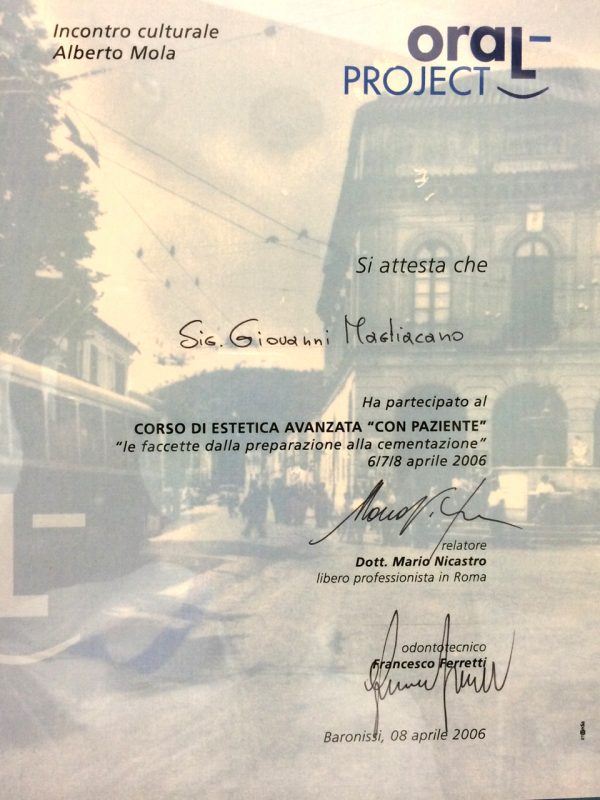 Incontro culturale
Alberto Mola
oral
PROJECT
Si attesta che
Sig. Giovanni Magliacano
Ha partecipato al
CORSO DI ESTETICA AVANZATA “CON PAZIENTE”
“le faccette dalla preparazione alla cementazione”
6/7/8 aprile 2006
relatore
Dott. Mario Nicastro
libero professionista in Roma
odontotecnico
Francesco Ferretti
Baronissi, 08 aprile 2006